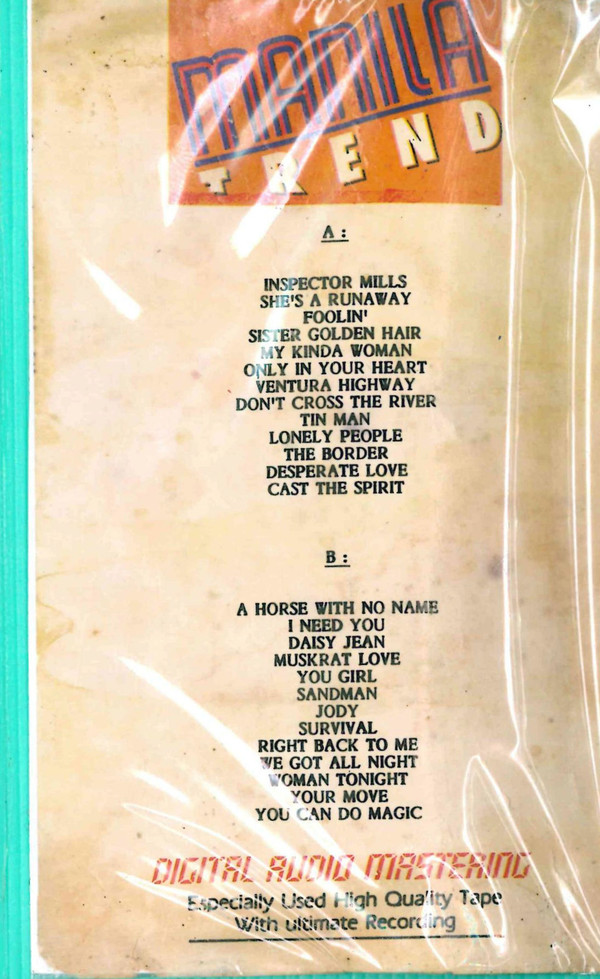 MANILA
TREND
A :
INSPECTOR MILLS
SHE'S A RUNAWAY
FOOLIN'
SISTER GOLDEN HAIR
MY KINDA WOMAN
ONLY IN YOUR HEART
VENTURA HIGHWAY
DON'T CROSS THE RIVER
TIN MAN
LONELY PEOPLE
THE BORDER
DESPERATE LOVE
CAST THE SPIRIT
B :
A HORSE WITH NO NAME
I NEED YOU
DAISY JEAN
MUSKRAT LOVE
YOU GIRL
SANDMAN
JODY
SURVIVAL
RIGHT BACK TO ME
WE GOT ALL NIGHT
WOMAN TONIGHT
YOUR MOVE
YOU CAN DO MAGIC
DIGITAL AUDIO MASTERING
Especially Used High Quality Tape
With ultimate Recording